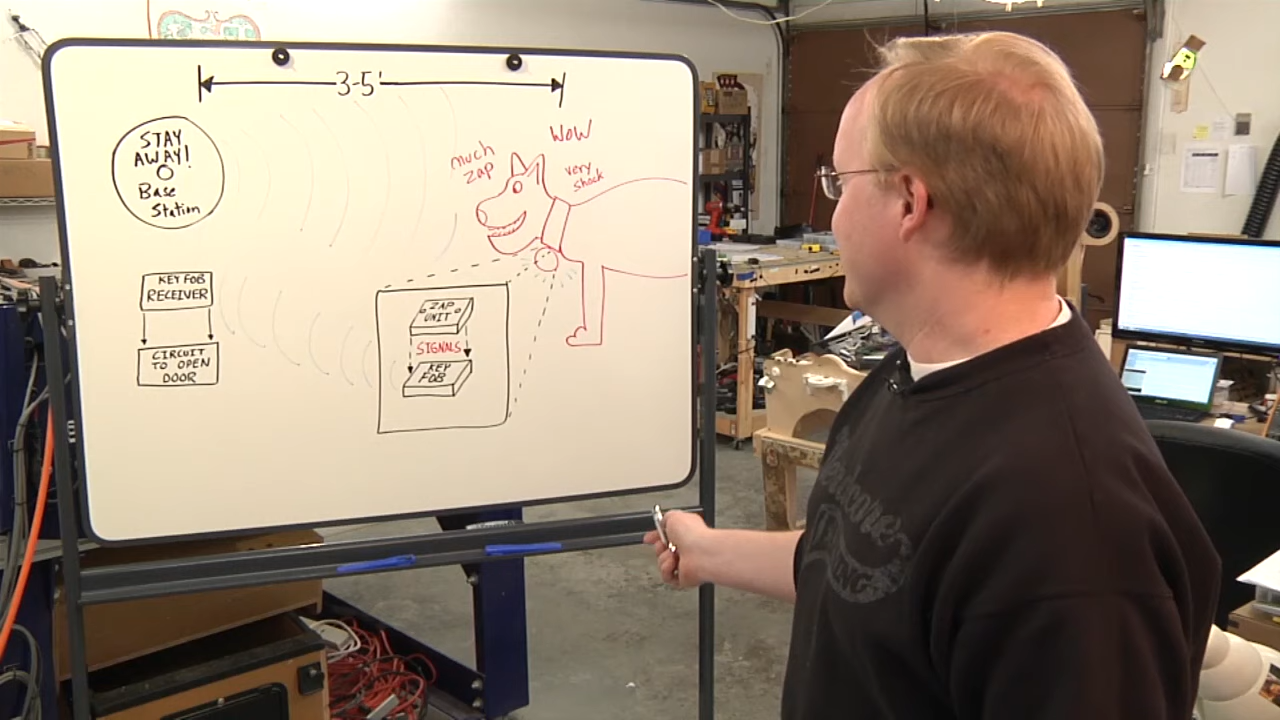 3-5'
STAY
AWAY!
Base
Station
WOW
much
zap
very
shock
KEY FOB
RECEIVER
CIRCUIT
TO OPEN
DOOR
ZAP
UNIT
SIGNALS
KEY
FOB